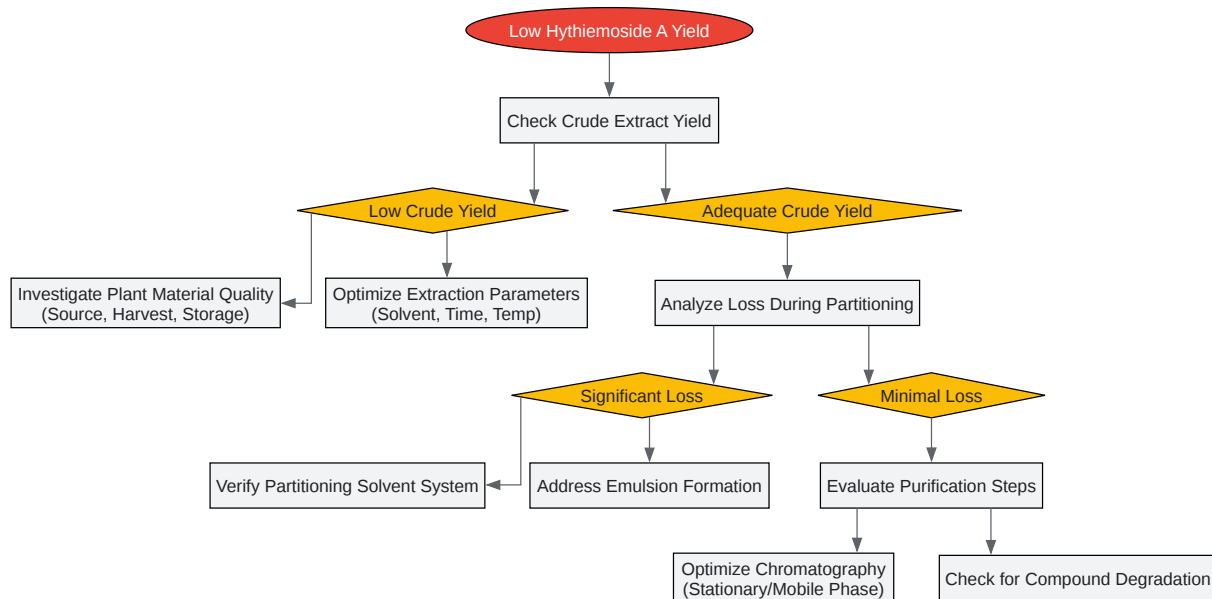 Low Hythiemoside A Yield
Check Crude Extract Yield
Low Crude Yield
Adequate Crude Yield
Investigate Plant Material Quality
(Source, Harvest, Storage)
Optimize Extraction Parameters
(Solvent, Time, Temp)
Analyze Loss During Partitioning
Significant Loss
Minimal Loss
Verify Partitioning Solvent System
Address Emulsion Formation
Evaluate Purification Steps
Optimize Chromatography
(Stationary/Mobile Phase)
Check for Compound Degradation